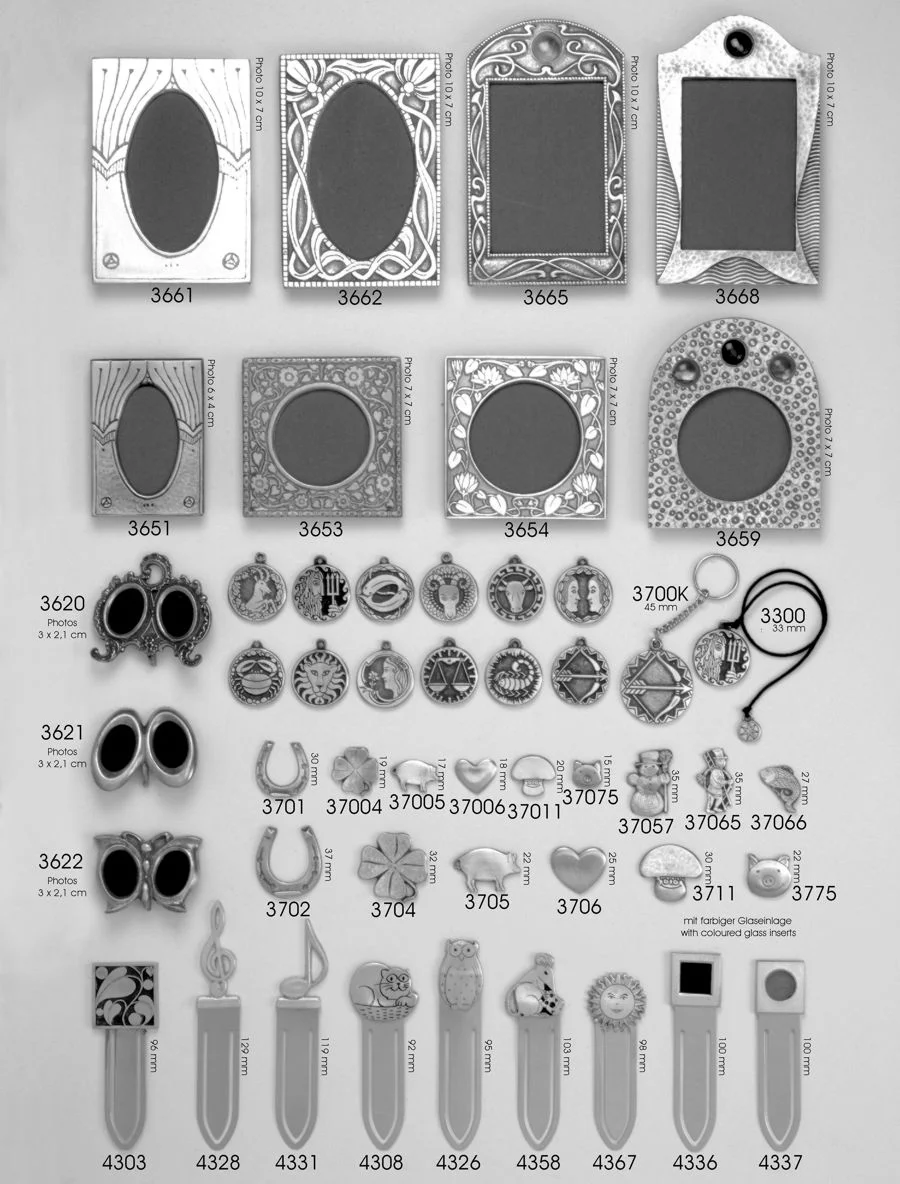 Photo 10 x 7 cm
Photo 10 x 7 cm
Photo 10 x 7 cm
Photo 10 x 7 cm
3661
3662
3665
3668
Photo 6 x 4 cm
Photo 7 x 7 cm
Photo 7 x 7 cm
Photo 7 x 7 cm
3651
3653
3654
3659
3620
Photos
3 x 2,1 cm
3700K
45 mm
3300
33 mm
3621
Photos
3 x 2,1 cm
30 mm
19 mm
17 mm
18 mm
20 mm
15 mm
35 mm
35 mm
27 mm
3701
37004
37005
37006
37011
37075
37057
37065
37066
3622
Photos
3 x 2,1 cm
37 mm
32 mm
22 mm
25 mm
30 mm
22 mm
3702
3704
3705
3706
3711
3775
mit farbiger Glaseinlage
with coloured glass inserts
96 mm
129 mm
119 mm
92 mm
95 mm
103 mm
98 mm
100 mm
100 mm
4303
4328
4331
4308
4326
4358
4367
4336
4337